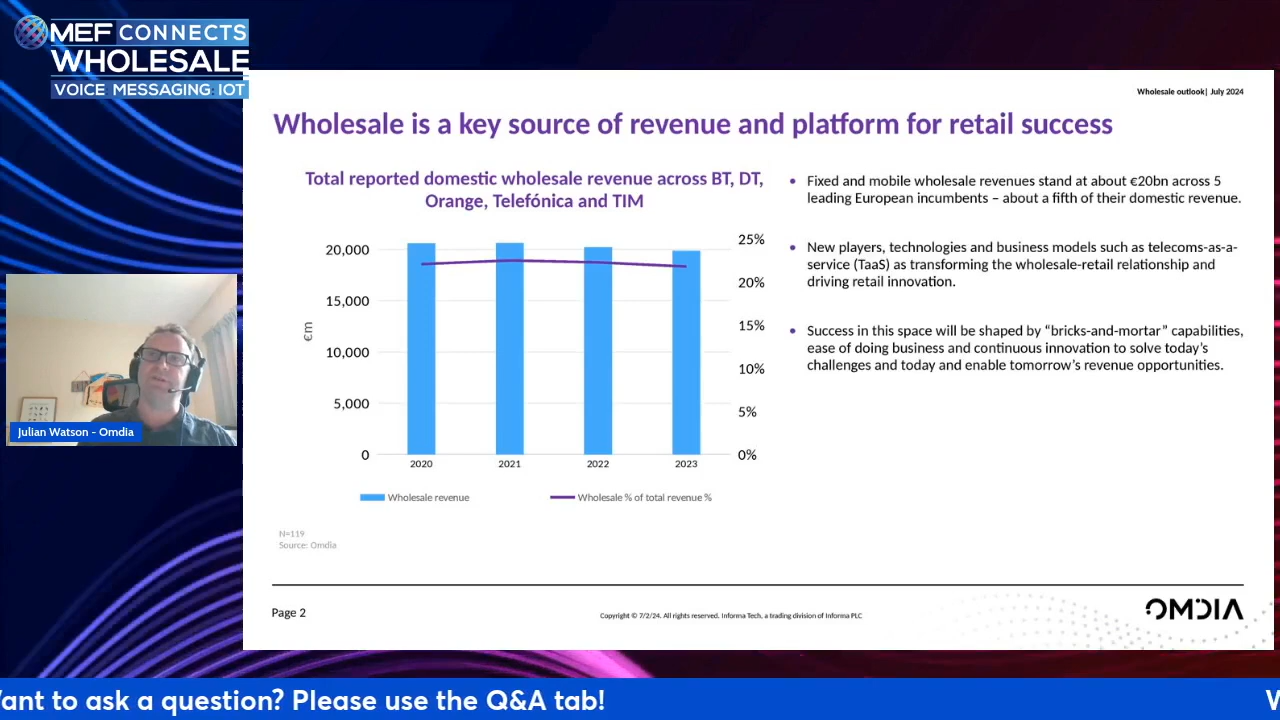 MEF CONNECTS
WHOLESALE
VOICE MESSAGING IOT
Wholesale outlook| July 2024
Wholesale is a key source of revenue and platform for retail success
Total reported domestic wholesale revenue across BT, DT,
Orange, Telefónica and TIM
€m
20,000
15,000
10,000
5,000
0
25%
20%
15%
10%
5%
0%
2020
2021
2022
2023
Wholesale revenue
Wholesale % of total revenue %
N=119
Source: Omdia
• Fixed and mobile wholesale revenues stand at about €20bn across 5
leading European incumbents – about a fifth of their domestic revenue.
• New players, technologies and business models such as telecoms-as-a-
service (TaaS) as transforming the wholesale-retail relationship and
driving retail innovation.
• Success in this space will be shaped by “bricks-and-mortar” capabilities,
ease of doing business and continuous innovation to solve today’s
challenges and today and enable tomorrow’s revenue opportunities.
Julian Watson - Omdia
Page 2
Copyright © 7/2/24. All rights reserved. Informa Tech, a trading division of Informa PLC
OMDIA
ant to ask a question? Please use the Q&A tab!